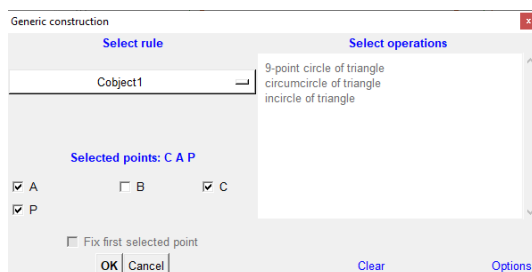 Generic construction
x
Select rule
Select operations
Cobject1
9-point circle of triangle
circumcircle of triangle
incircle of triangle
Selected points: C A P
A B C
P
Fix first selected point
OK Cancel
Clear
Options